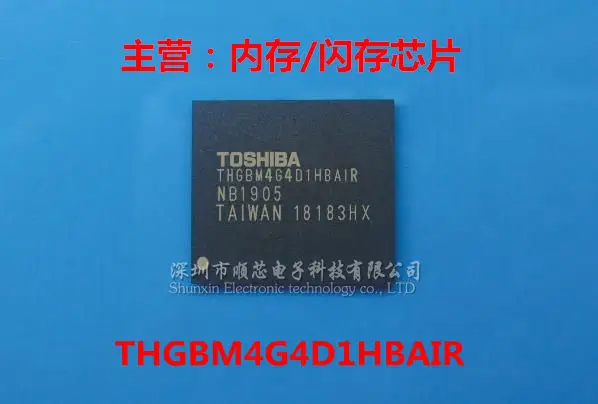 主营：内存/闪存芯片
TOSHIBA
THGBM4G4D1HBAIR
NB1905
TAIWAN 18183HX
深圳市顺芯电子科技有限公司
Shunxin Electronic technology co., LTD
THGBM4G4D1HBAIR